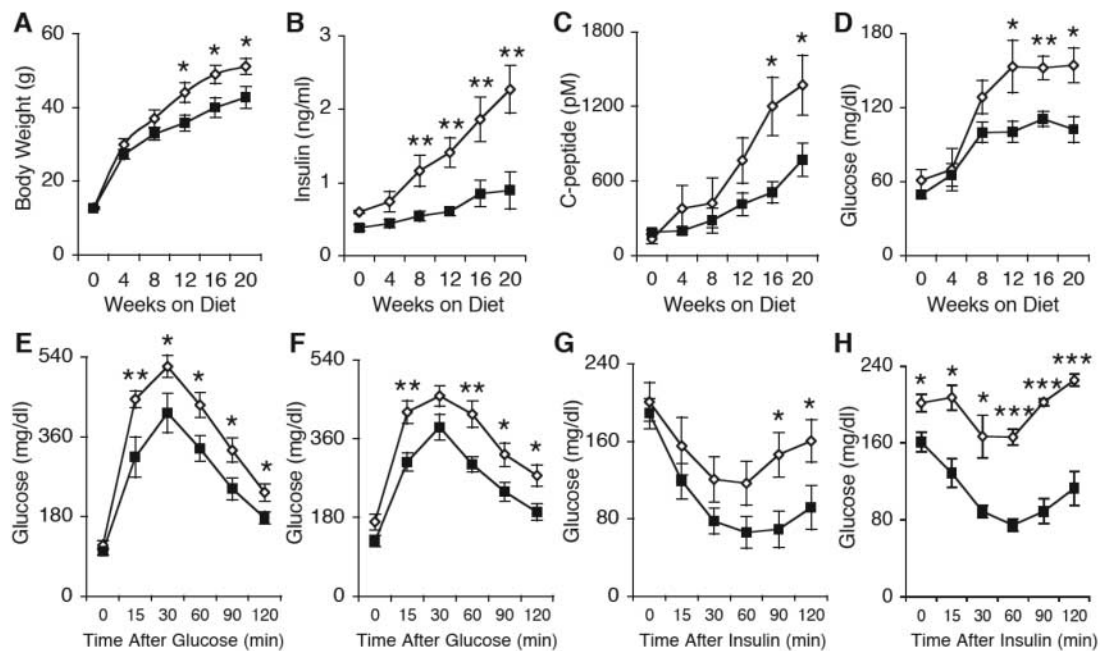 A
Body Weight (g)
60
40
20
0
0 4 8 12 16 20
Weeks on Diet
* * *
B
Insulin (ng/ml)
3
2
1
0
0 4 8 12 16 20
Weeks on Diet
** ** ** **
C
C-peptide (pM)
1800
1200
600
0
0 4 8 12 16 20
Weeks on Diet
* *
D
Glucose (mg/dl)
180
120
60
0
0 4 8 12 16 20
Weeks on Diet
* ** *
E
Glucose (mg/dl)
540
360
180
0
0 15 30 60 90 120
Time After Glucose (min)
** * * * *
F
Glucose (mg/dl)
540
360
180
0
0 15 30 60 90 120
Time After Glucose (min)
** ** * *
G
Glucose (mg/dl)
240
160
80
0
0 15 30 60 90 120
Time After Insulin (min)
* *
H
Glucose (mg/dl)
240
160
80
0
0 15 30 60 90 120
Time After Insulin (min)
* * * *** *** ***